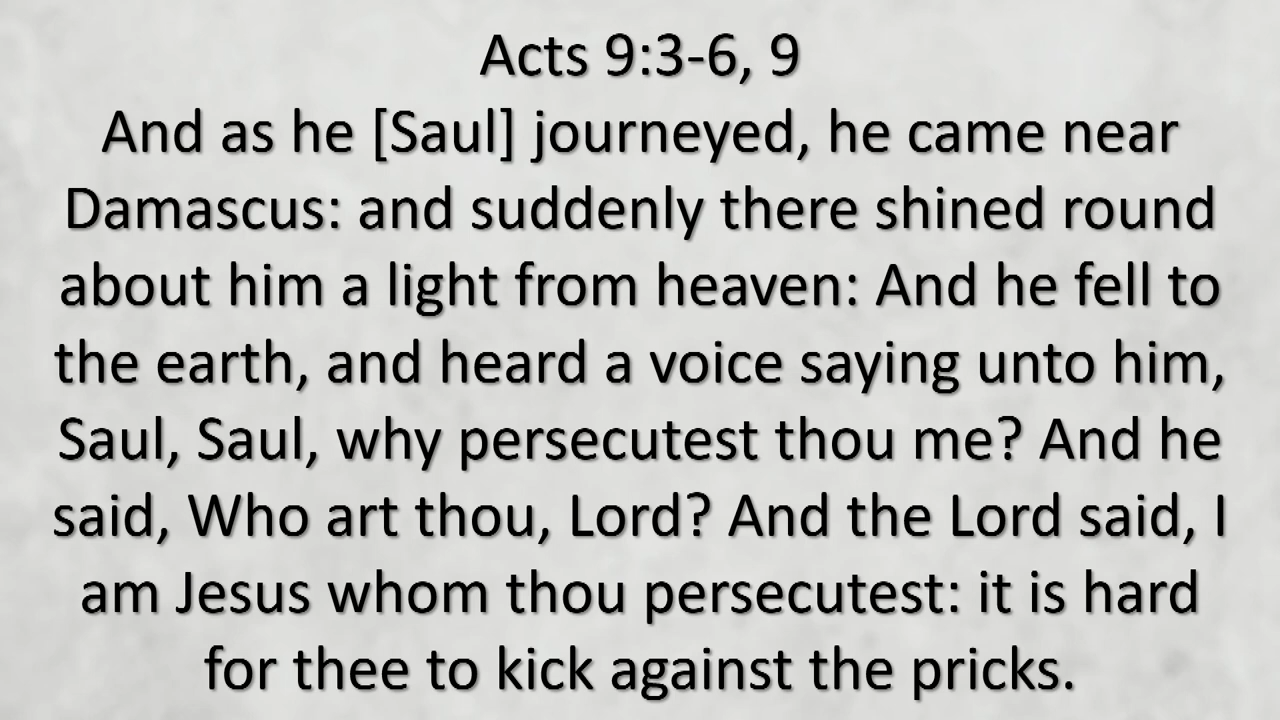 Acts 9:3-6, 9
And as he [Saul] journeyed, he came near
Damascus: and suddenly there shined round
about him a light from heaven: And he fell to
the earth, and heard a voice saying unto him,
Saul, Saul, why persecutest thou me? And he
said, Who art thou, Lord? And the Lord said, I
am Jesus whom thou persecutest: it is hard
for thee to kick against the pricks.